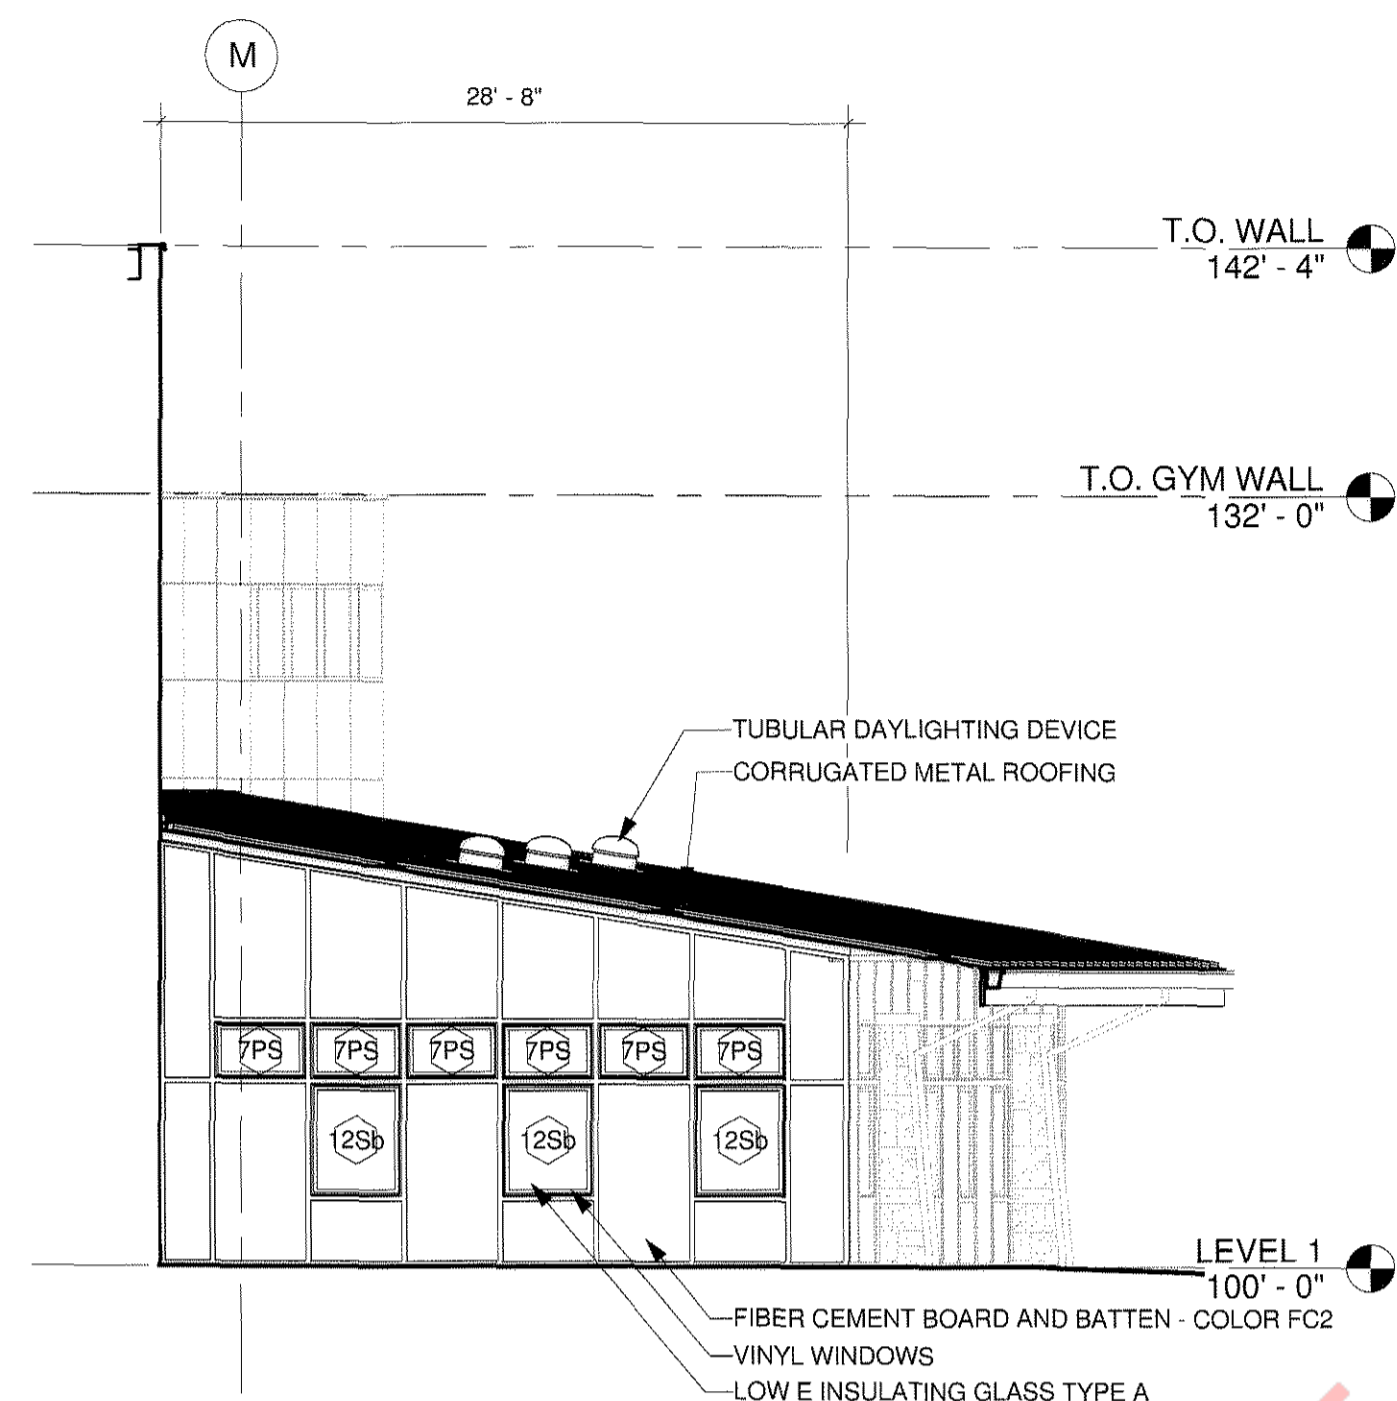 M
28' - 8"
T.O. WALL
142' - 4"
T.O. GYM WALL
132' - 0"
TUBULAR DAYLIGHTING DEVICE
CORRUGATED METAL ROOFING
7PS 7PS 7PS 7PS 7PS 7PS
12Sb 12Sb 12Sb
LEVEL 1
100' - 0"
FIBER CEMENT BOARD AND BATTEN - COLOR FC2
VINYL WINDOWS
LOW E INSULATING GLASS TYPE A